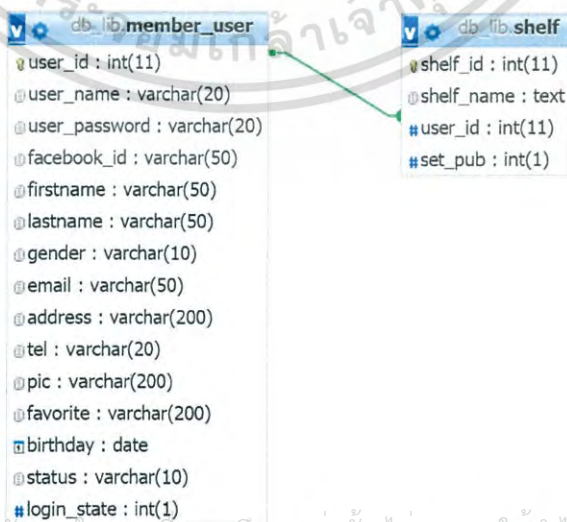 db_lib.member_user
user_id : int(11)
user_name : varchar(20)
user_password : varchar(20)
facebook_id : varchar(50)
firstname : varchar(50)
lastname : varchar(50)
gender : varchar(10)
email : varchar(50)
address : varchar(200)
tel : varchar(20)
pic : varchar(200)
favorite : varchar(200)
birthday : date
status : varchar(10)
login_state : int(1)
db_lib.shelf
shelf_id : int(11)
shelf_name : text
user_id : int(11)
set_pub : int(1)